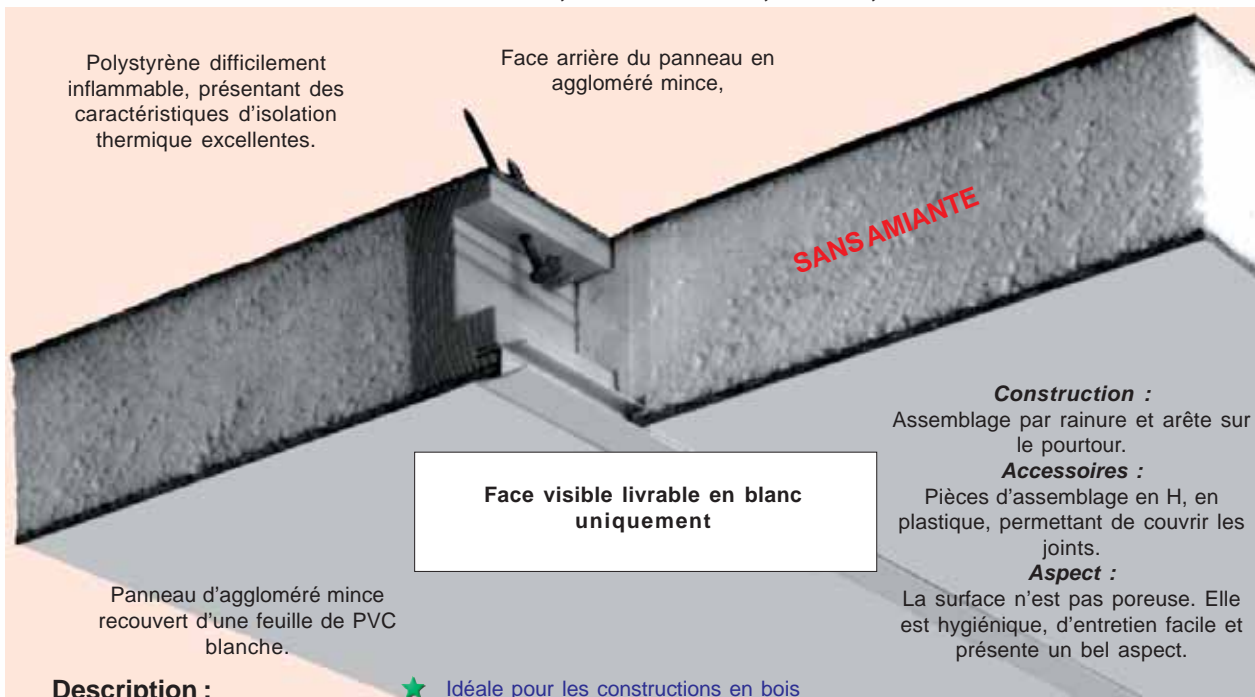 Polystyrène difficilement
inflammable, présentant des
caractéristiques d'isolation
thermique excellentes.
Face arrière du panneau en
aggloméré mince,
SANS AMIANTE
Construction :
Assemblage par rainure et arête sur
le pourtour.
Accessoires :
Pièces d'assemblage en H, en
plastique, permettant de couvrir les
joints.
Aspect :
La surface n'est pas poreuse. Elle
est hygiénique, d'entretien facile et
présente un bel aspect.
Face visible livrable en blanc
uniquement
Panneau d'aggloméré mince
recouvert d'une feuille de PVC
blanche.
Description :
Idéale pour les constructions en bois